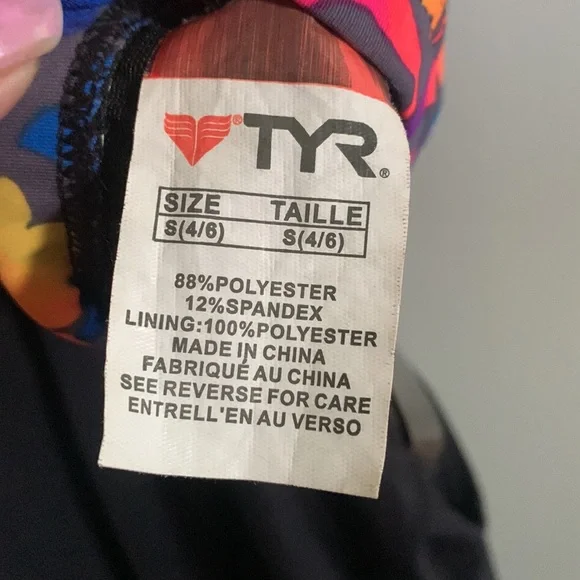 TYR
SIZE TAILLE
S(4/6) S(4/6)
88%POLYESTER
12%SPANDEX
LINING:100%POLYESTER
MADE IN CHINA
FABRIQUÉ AU CHINA
SEE REVERSE FOR CARE
ENTRELL'EN AU VERSO